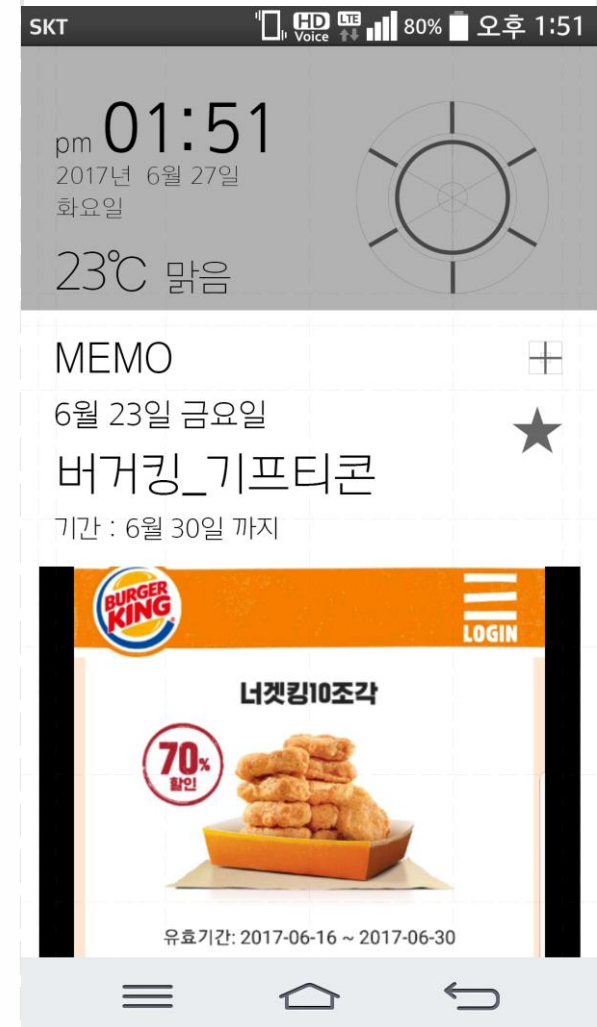 SKT HD Voice LTE 80% 오후 1:51
pm 01:51
2017년 6월 27일
화요일
23℃ 맑음
MEMO
6월 23일 금요일
버거킹_기프티콘
기간 : 6월 30일 까지
BURGER
KING
LOGIN
너겟킹10조각
70%
할인
유효기간: 2017-06-16 ~ 2017-06-30